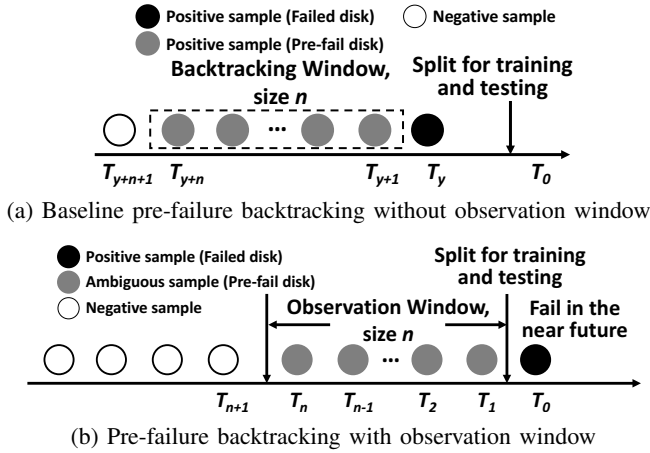 Positive sample (Failed disk) Negative sample
Positive sample (Pre-fail disk)
Backtracking Window,
size n
Split for training
and testing
...
T_{y+n+1} T_{y+n} T_{y+1} T_y T_0
(a) Baseline pre-failure backtracking without observation window
Positive sample (Failed disk)
Ambiguous sample (Pre-fail disk)
Negative sample
Split for training
and testing
Observation Window,
size n
Fail in the
near future
...
T_{n+1} T_n T_{n-1} T_2 T_1 T_0
(b) Pre-failure backtracking with observation window